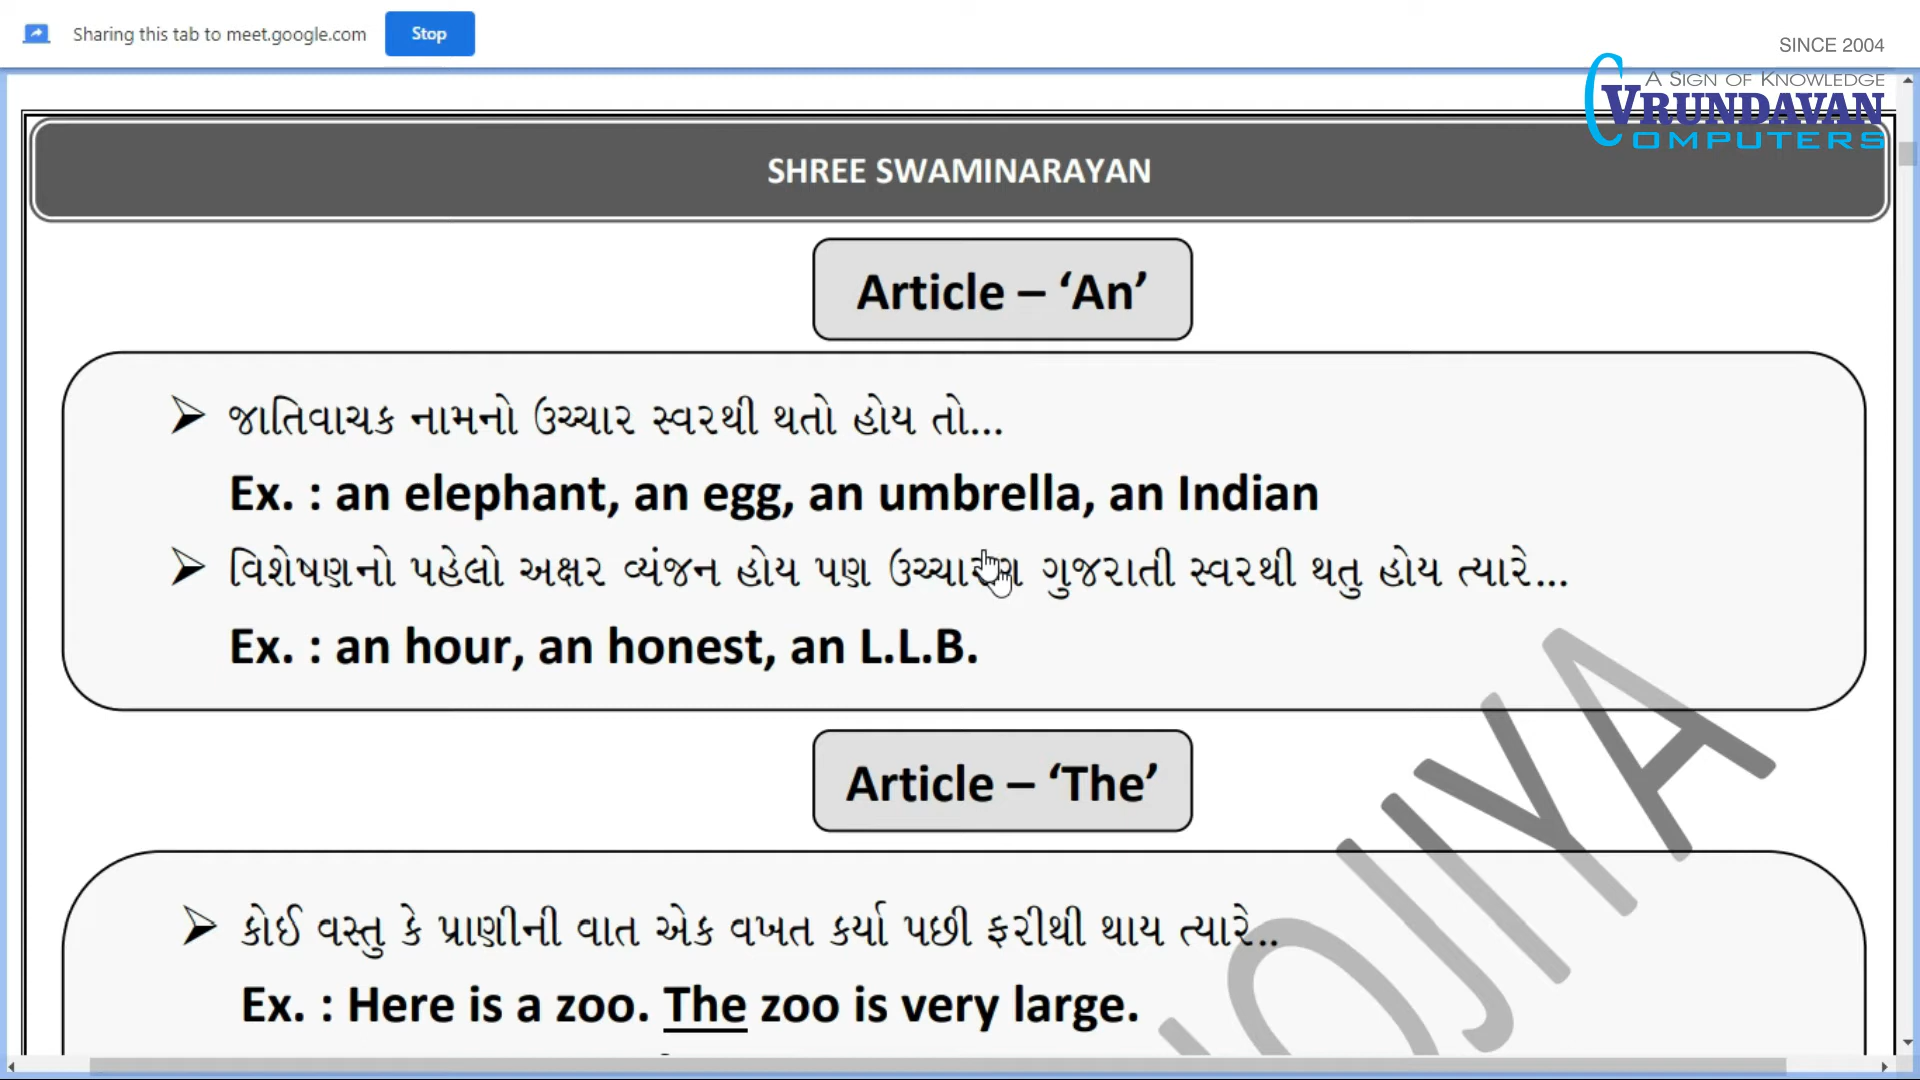 Sharing this tab to meet.google.com Stop
SINCE 2004
A SIGN OF KNOWLEDGE
VRUNDAVAN
COMPUTERS
SHREE SWAMINARAYAN
Article – ‘An’
➢ જાતિવાચક નામનો ઉચ્ચાર સ્વરથી થતો હોય તો...
Ex. : an elephant, an egg, an umbrella, an Indian
➢ વિશેષણનો પહેલો અક્ષર વ્યંજન હોય પણ ઉચ્ચારણ ગુજરાતી સ્વરથી થતુ હોય ત્યારે...
Ex. : an hour, an honest, an L.L.B.
Article – ‘The’
➢ કોઈ વસ્તુ કે પ્રાણીની વાત એક વખત કર્યા પછી ફરીથી થાય ત્યારે..
Ex. : Here is a zoo. The zoo is very large.